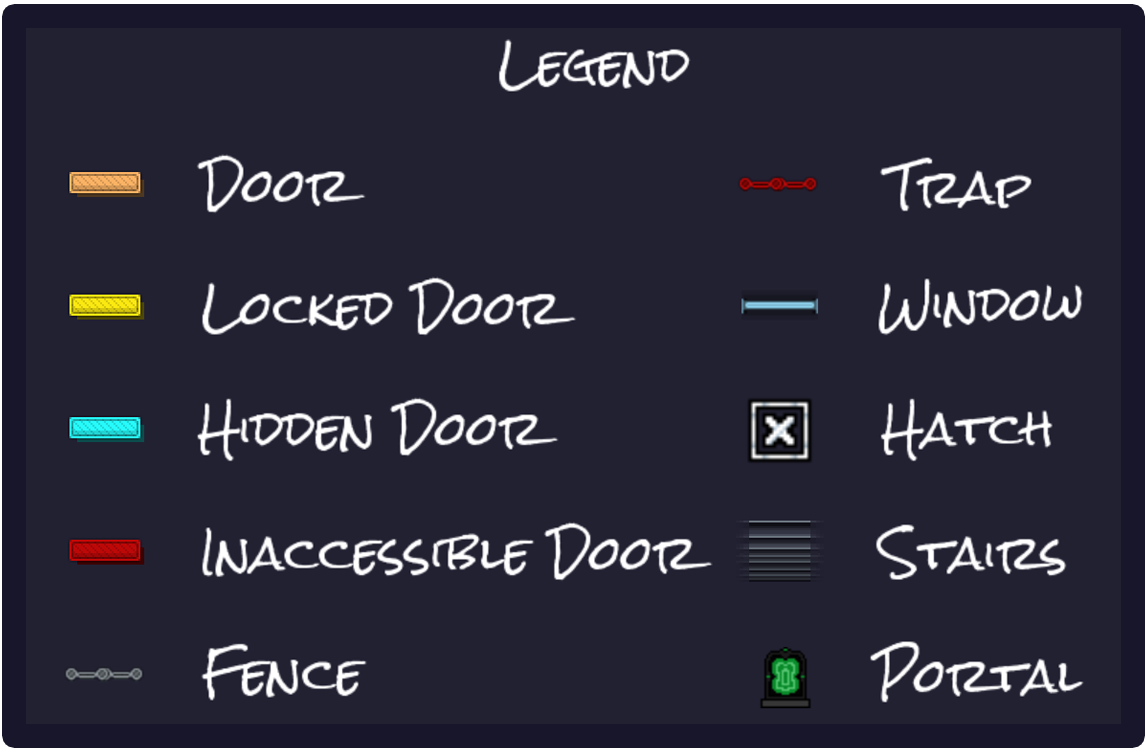 Legend
Door
Trap
Locked Door
Window
Hidden Door
Hatch
Inaccessible Door
Stairs
Fence
Portal